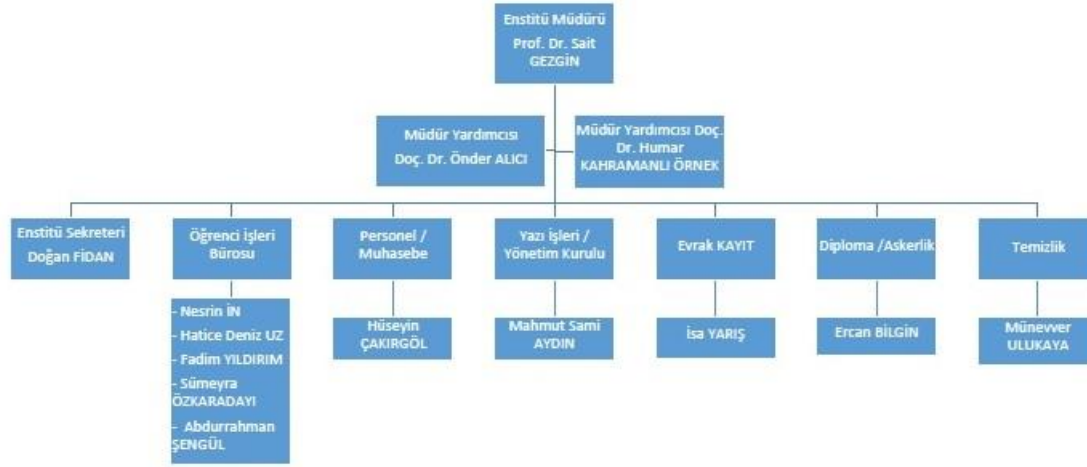 Enstitü Müdürü
Prof. Dr. Sait
GEZGİN
Müdür Yardımcısı
Doç. Dr. Önder ALICI
Müdür Yardımcısı Doç.
Dr. Humar
KAHRAMANLI ÖRNEK
Enstitü Sekreteri
Doğan FİDAN
Öğrenci İşleri
Bürosu
Personel /
Muhasebe
Yazı İşleri /
Yönetim Kurulu
Evrak KAYIT
Diploma /Askerlik
Temizlik
- Nesrin İN
- Hatice Deniz UZ
- Fadim YILDIRIM
- Sümeyra
ÖZKARADAYI
- Abdurrahman
ŞENGÜL
Hüseyin
ÇAKIRGÖL
Mahmut Sami
AYDIN
İsa YARIŞ
Ercan BİLGİN
Münevver
ULUKAYA